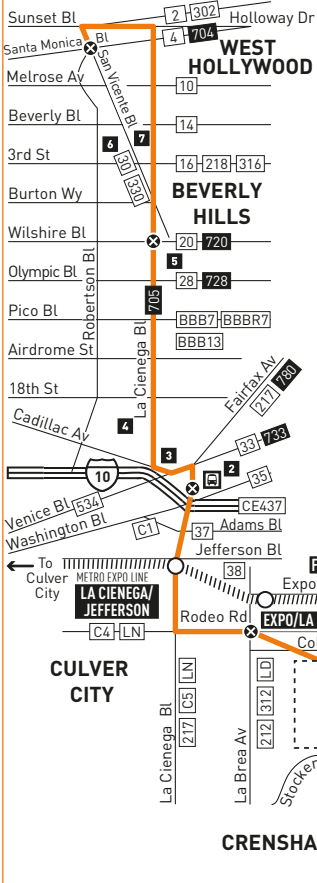 Sunset Bl
2 302
Holloway Dr
Santa Monica Bl
4 704
WEST
HOLLYWOOD
San Vicente Bl
Melrose Av
10
Beverly Bl
14
6
7
3rd St
30 330
16 218 316
Burton Wy
BEVERLY
HILLS
Wilshire Bl
20 720
5
Olympic Bl
28 728
Robertson Bl
705
La Cienega Bl
Pico Bl
BBB7 BBBR7
BBB13
Airdrome St
18th St
Fairfax Av
217 780
Cadillac Av
4
3
2
33 733
10
35
Venice Bl
534
Washington Bl
CE437
C1
37
Adams Bl
Jefferson Bl
To
Culver
City
METRO EXPO LINE
LA CIENEGA/
JEFFERSON
38
Expo
EXPO/LA
Rodeo Rd
C4 LN
Co
CULVER
CITY
217 C5 LN
La Cienega Bl
212 312 LD
La Brea Av
Stocker
CRENSHA